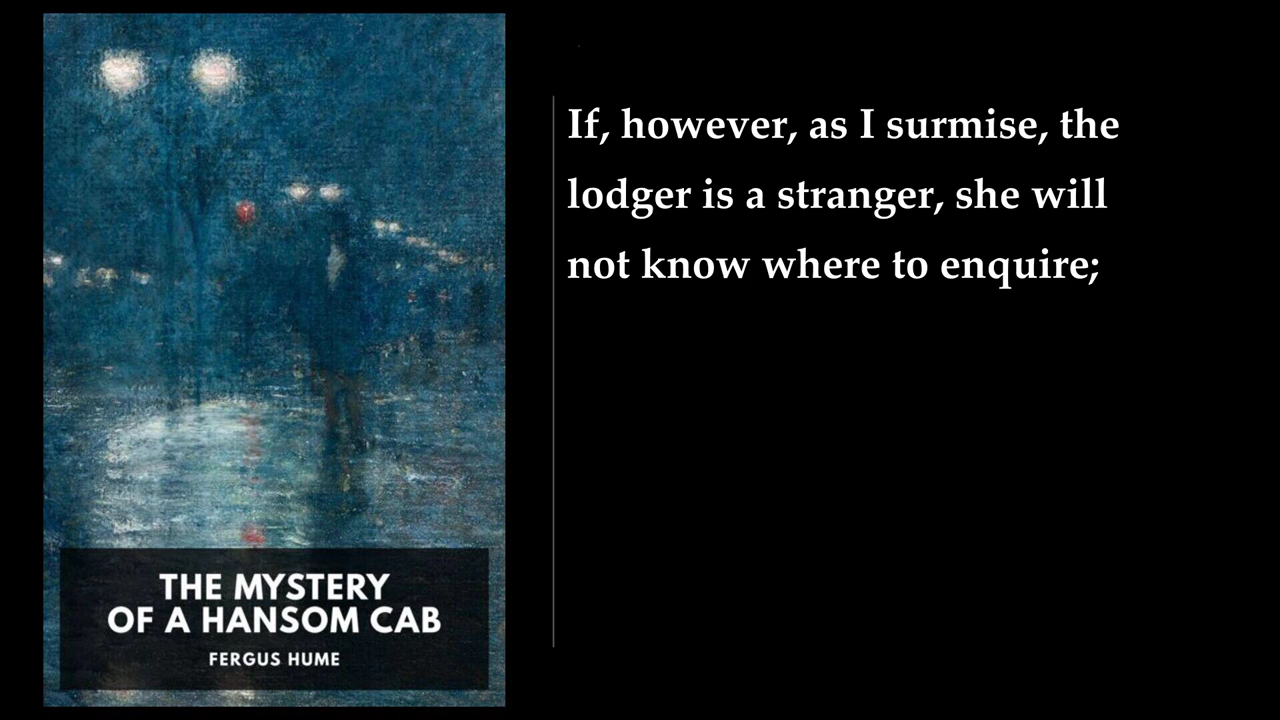 If, however, as I surmise, the
lodger is a stranger, she will
not know where to enquire;
THE MYSTERY
OF A HANSOM CAB
FERGUS HUME